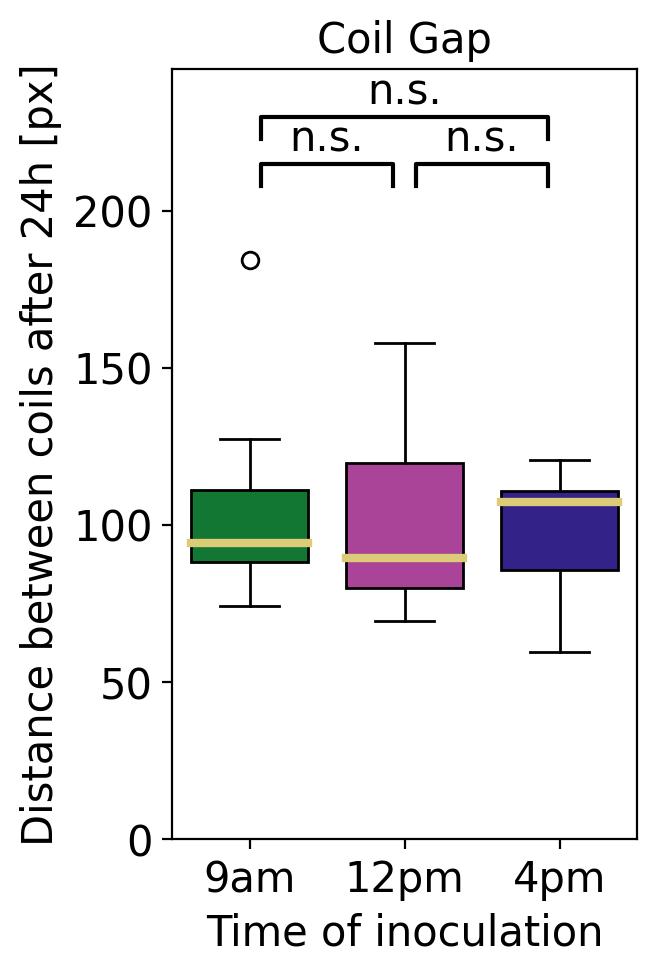 Coil Gap
n.s.
n.s. n.s.
Distance between coils after 24h [px]
200
150
100
50
0
9am 12pm 4pm
Time of inoculation